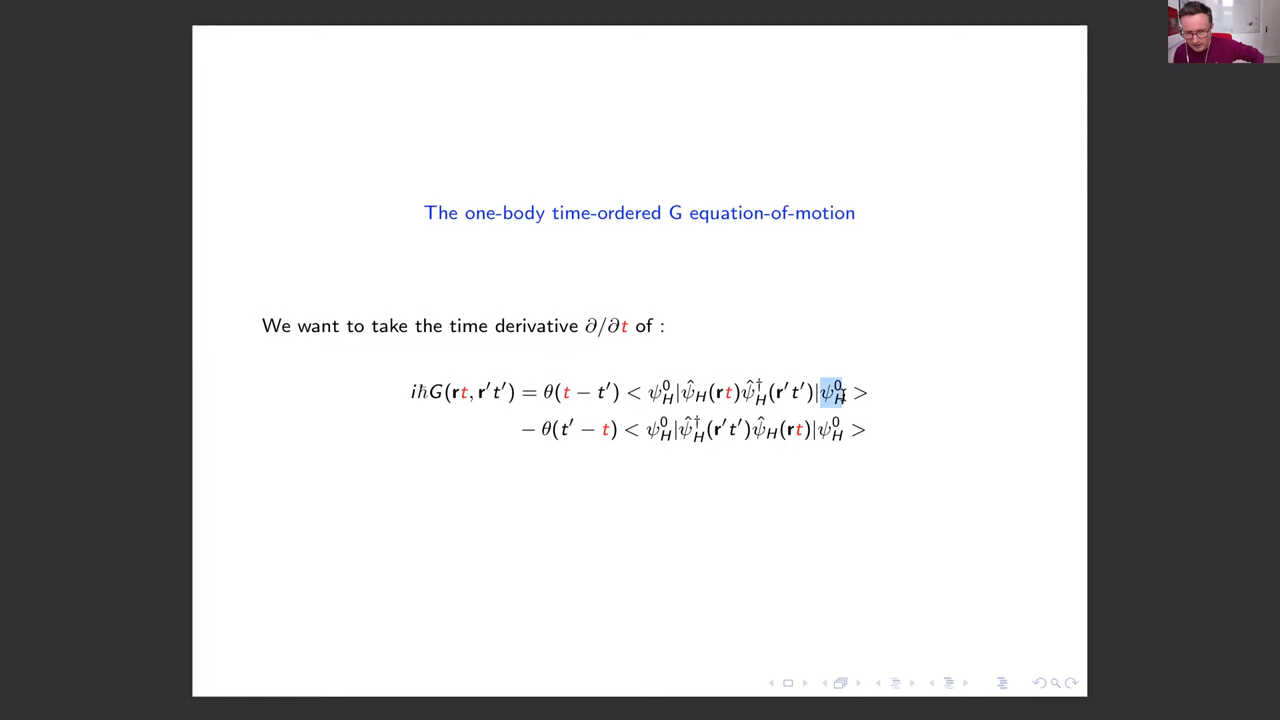 The one-body time-ordered G equation-of-motion
We want to take the time derivative ∂/∂t of :
iħG(rt, r′t′) = θ(t − t′) < ψ⁰_H|ψ̂_H(rt)ψ̂†_H(r′t′)|ψ⁰_H >
− θ(t′ − t) < ψ⁰_H|ψ̂†_H(r′t′)ψ̂_H(rt)|ψ⁰_H >